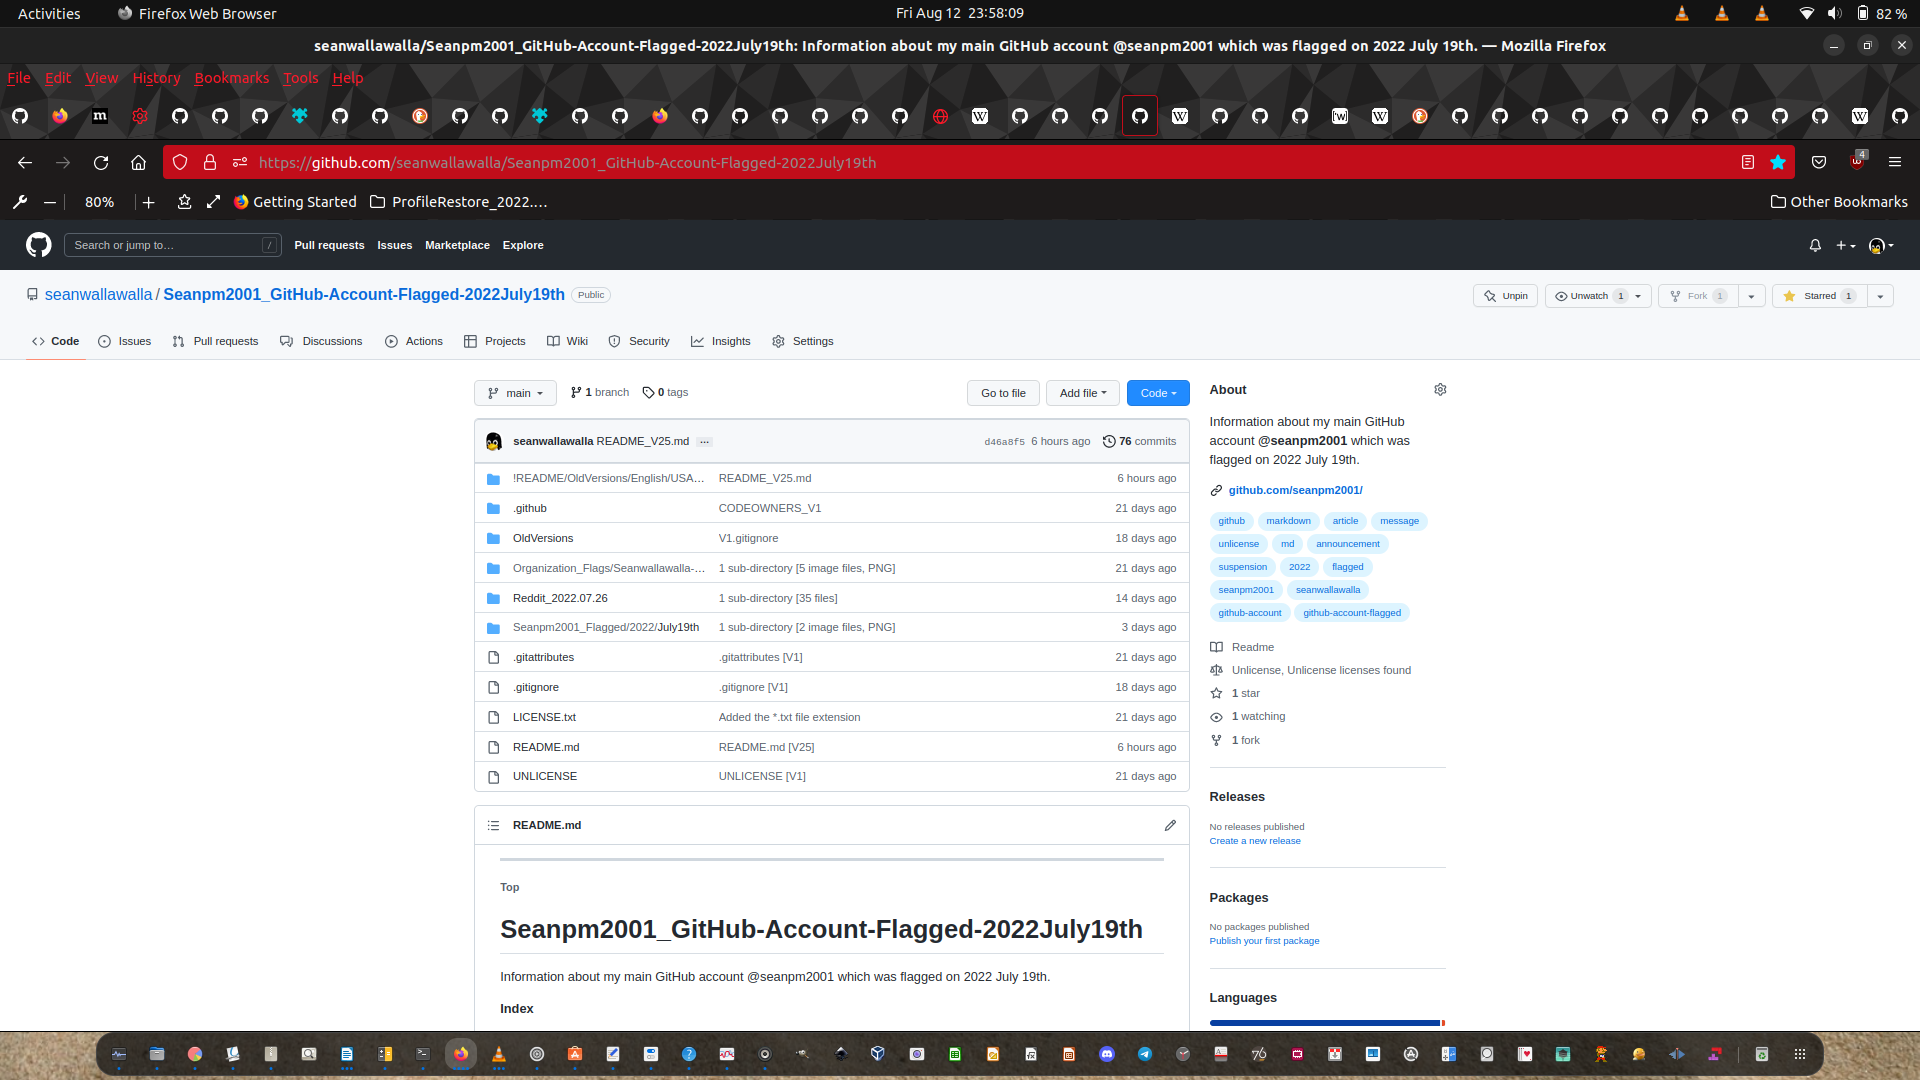 Activities
Firefox Web Browser
Fri Aug 12 23:58:09
82 %
seanwallawalla/Seanpm2001_GitHub-Account-Flagged-2022July19th: Information about my main GitHub account @seanpm2001 which was flagged on 2022 July 19th. — Mozilla Firefox
File Edit View History Bookmarks Tools Help
https://github.com/seanwallawalla/Seanpm2001_GitHub-Account-Flagged-2022July19th
4
80%
Getting Started
ProfileRestore_2022.…
Other Bookmarks
Search or jump to… /
Pull requests Issues Marketplace Explore
seanwallawalla / Seanpm2001_GitHub-Account-Flagged-2022July19th Public
Unpin
Unwatch 1
Fork 1
Starred 1
Code Issues Pull requests Discussions Actions Projects Wiki Security Insights Settings
main
1 branch
0 tags
Go to file
Add file
Code
seanwallawalla README_V25.md ...
d46a8f5 6 hours ago
76 commits
!README/OldVersions/English/USA… README_V25.md 6 hours ago
.github CODEOWNERS_V1 21 days ago
OldVersions V1.gitignore 18 days ago
Organization_Flags/Seanwallawalla-… 1 sub-directory [5 image files, PNG] 21 days ago
Reddit_2022.07.26 1 sub-directory [35 files] 14 days ago
Seanpm2001_Flagged/2022/July19th 1 sub-directory [2 image files, PNG] 3 days ago
.gitattributes .gitattributes [V1] 21 days ago
.gitignore .gitignore [V1] 18 days ago
LICENSE.txt Added the *.txt file extension 21 days ago
README.md README.md [V25] 6 hours ago
UNLICENSE UNLICENSE [V1] 21 days ago
README.md
Top
Seanpm2001_GitHub-Account-Flagged-2022July19th
Information about my main GitHub account @seanpm2001 which was flagged on 2022 July 19th.
Index
About
Information about my main GitHub
account @seanpm2001 which was
flagged on 2022 July 19th.
github.com/seanpm2001/
github markdown article message
unlicense md announcement
suspension 2022 flagged
seanpm2001 seanwallawalla
github-account github-account-flagged
Readme
Unlicense, Unlicense licenses found
1 star
1 watching
1 fork
Releases
No releases published
Create a new release
Packages
No packages published
Publish your first package
Languages